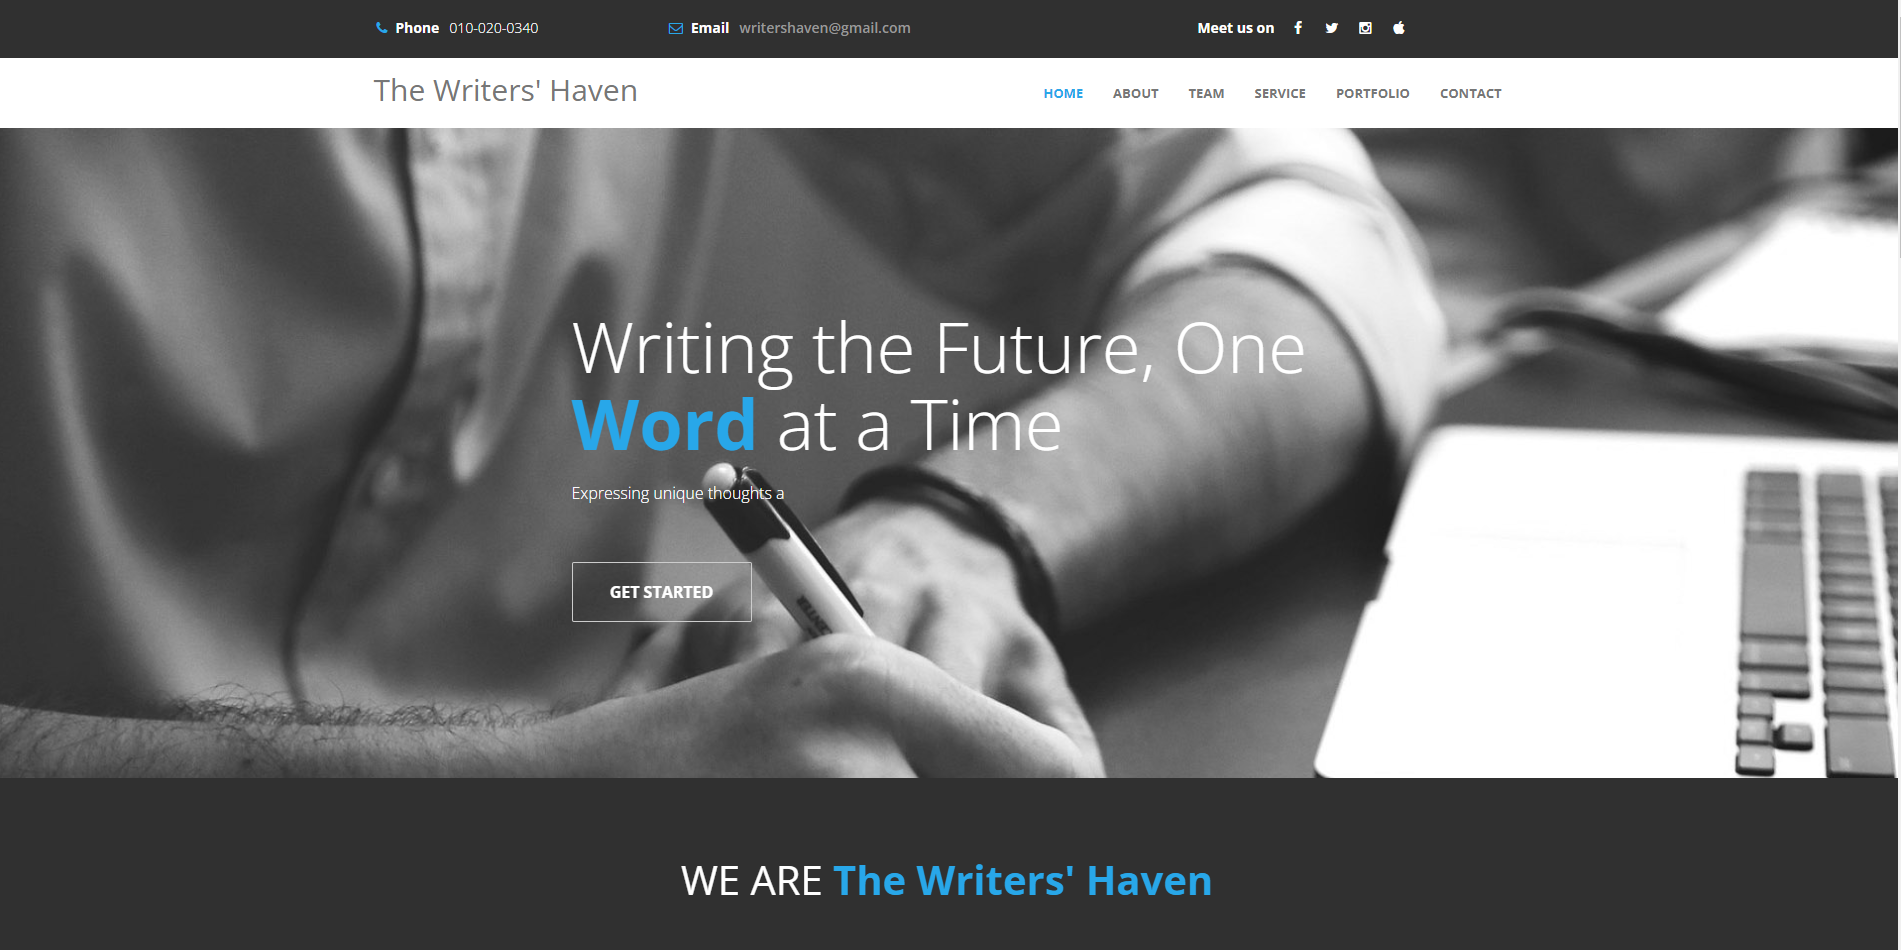 Phone 010-020-0340 Email writershaven@gmail.com Meet us on
The Writers' Haven HOME ABOUT TEAM SERVICE PORTFOLIO CONTACT
Writing the Future, One
Word at a Time
Expressing unique thoughts a
GET STARTED
WE ARE The Writers' Haven